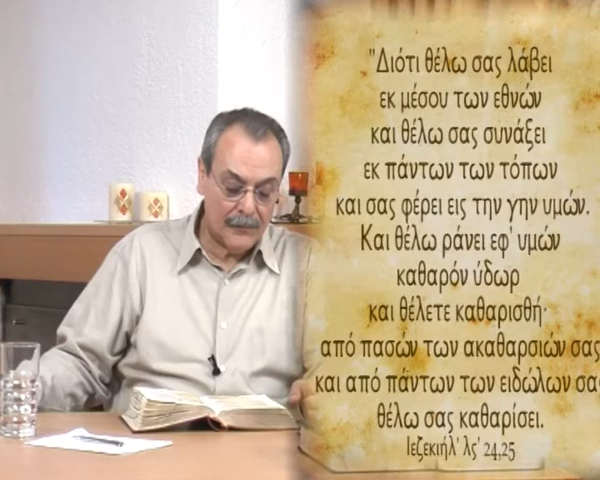 "Διότι θέλω σας λάβει
εκ μέσου των εθνών
και θέλω σας συνάξει
εκ πάντων των τόπων
και σας φέρει εις την γην υμών.
Και θέλω ράνει εφ' υμών
καθαρόν ύδωρ
και θέλετε καθαρισθή·
από πασών των ακαθαρσιών σας
και από πάντων των ειδώλων σας
θέλω σας καθαρίσει.
Ιεζεκιήλ' λς' 24,25